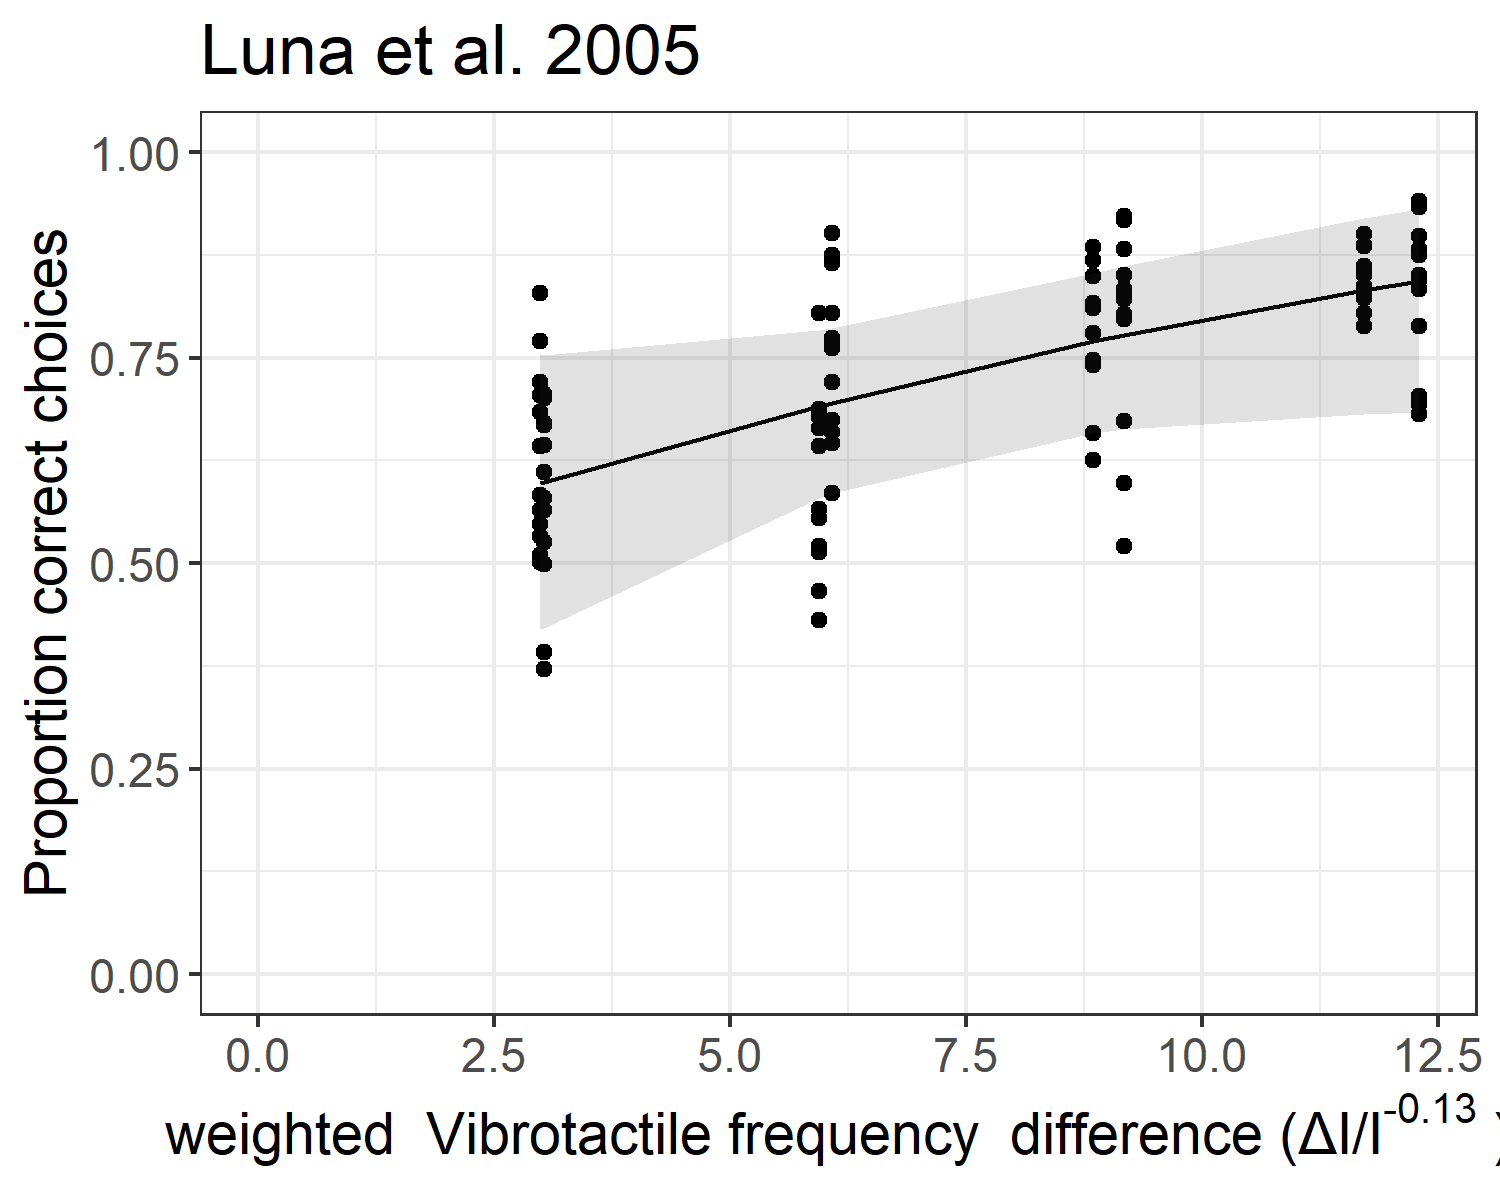 Luna et al. 2005
Proportion correct choices
1.00
0.75
0.50
0.25
0.00
0.0 2.5 5.0 7.5 10.0 12.5
weighted  Vibrotactile frequency  difference (ΔI/I^-0.13 )